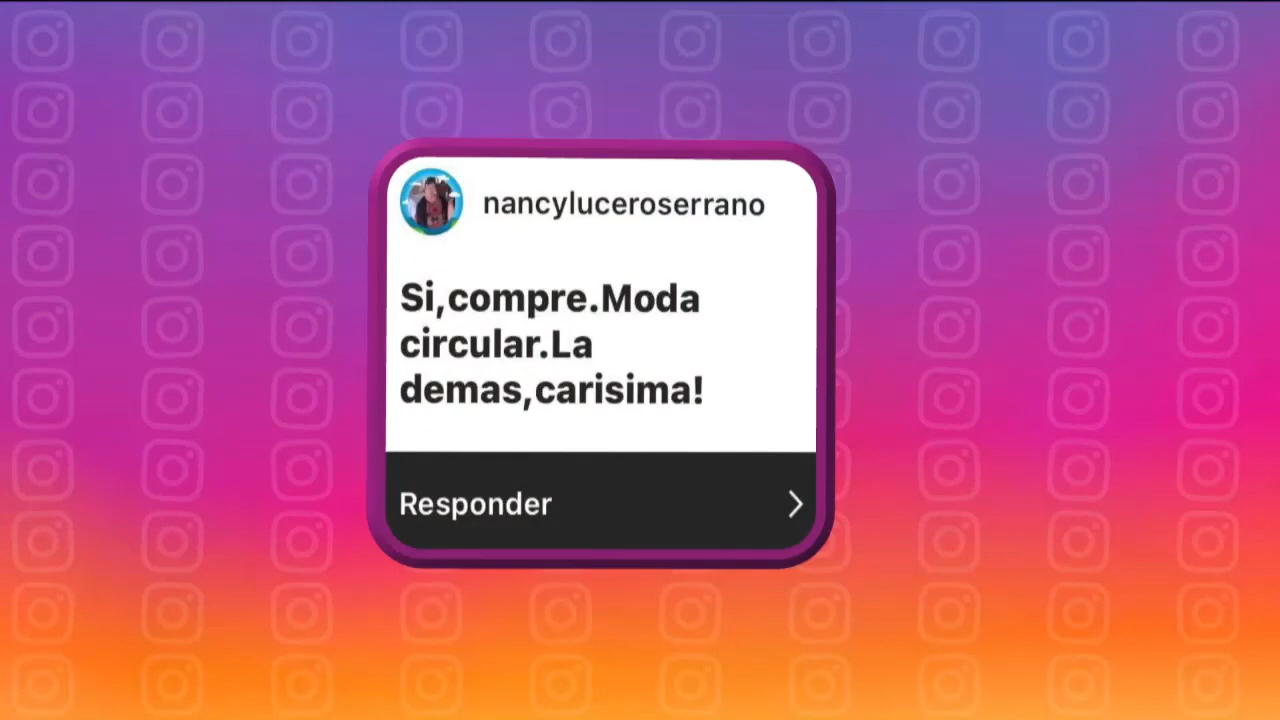 nancyluceroserrano
Si,compre.Moda
circular.La
demas,carisima!
Responder